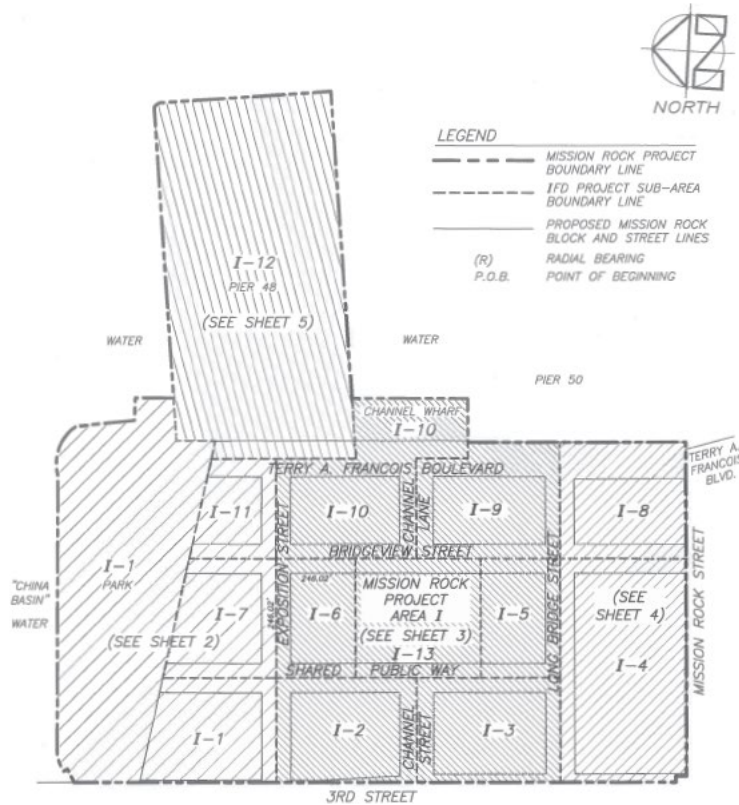 NORTH
LEGEND
MISSION ROCK PROJECT
BOUNDARY LINE
IFD PROJECT SUB-AREA
BOUNDARY LINE
PROPOSED MISSION ROCK
BLOCK AND STREET LINES
(R) RADIAL BEARING
P.O.B. POINT OF BEGINNING
I-12
PIER 48
(SEE SHEET 5)
WATER
WATER
PIER 50
CHANNEL WHARF
I-10
TERRY A. FRANCOIS BOULEVARD
TERRY A.
FRANCOIS
BLVD.
I-11
EXPOSITION STREET
I-10
CHANNEL
LANE
I-9
LONG BRIDGE STREET
I-8
BRIDGEVIEW STREET
I-1
PARK
(SEE SHEET 2)
"CHINA
BASIN"
WATER
I-7
248.02'
I-6
MISSION ROCK
PROJECT
AREA I
(SEE SHEET 3)
I-13
I-5
(SEE
SHEET 4)
I-4
MISSION ROCK STREET
SHARED PUBLIC WAY
I-1
I-2
CHANNEL
STREET
I-3
3RD STREET